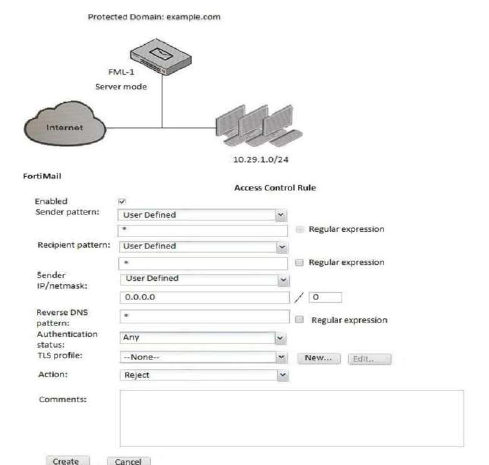 Protected Domain: example.com
FML-1
Server mode
Internet
10.29.1.0/24
FortiMail
Access Control Rule
Enabled
Sender pattern: User Defined
* Regular expression
Recipient pattern: User Defined
* Regular expression
Sender IP/netmask: User Defined
0.0.0.0 / 0
Reverse DNS pattern: * Regular expression
Authentication status: Any
TLS profile: --None-- New... Edit...
Action: Reject
Comments:
Create Cancel